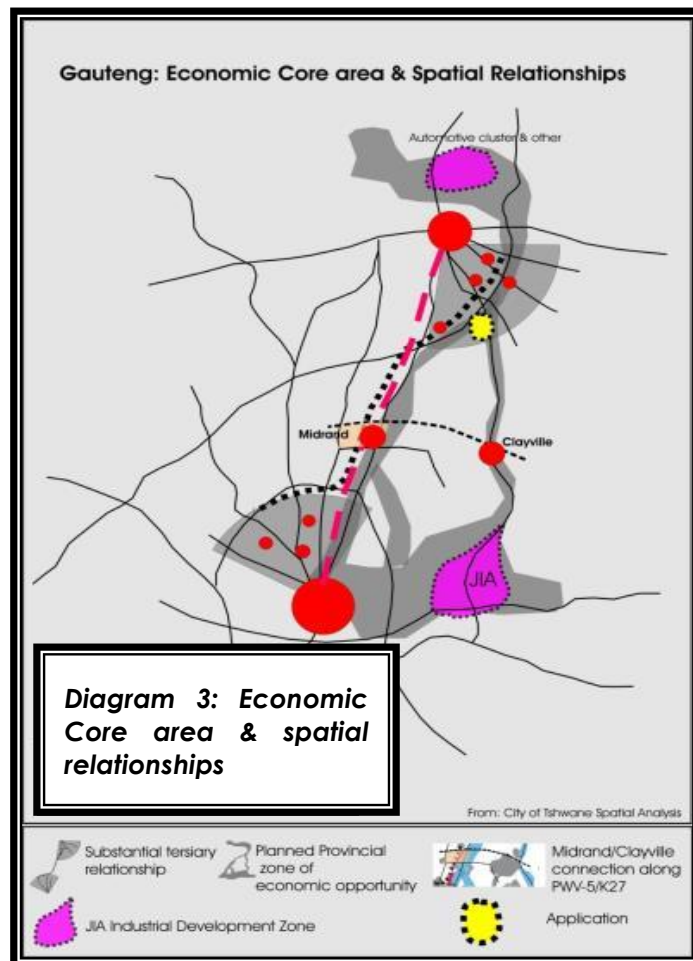 Gauteng: Economic Core area & Spatial Relationships
Automotive cluster & other
Midrand
Clayville
JIA
Diagram 3: Economic
Core area & spatial
relationships
From: City of Tshwane Spatial Analysis
Substantial tertiary
relationship
Planned Provincial
zone of
economic opportunity
Midrand/Clayville
connection along
PWV-5/K27
JIA Industrial Development Zone
Application